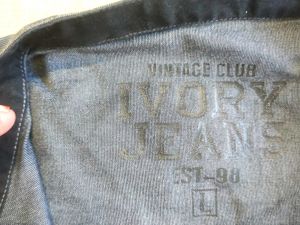 VINTAGE CLUB
IVORY
JEANS
EST-98
L